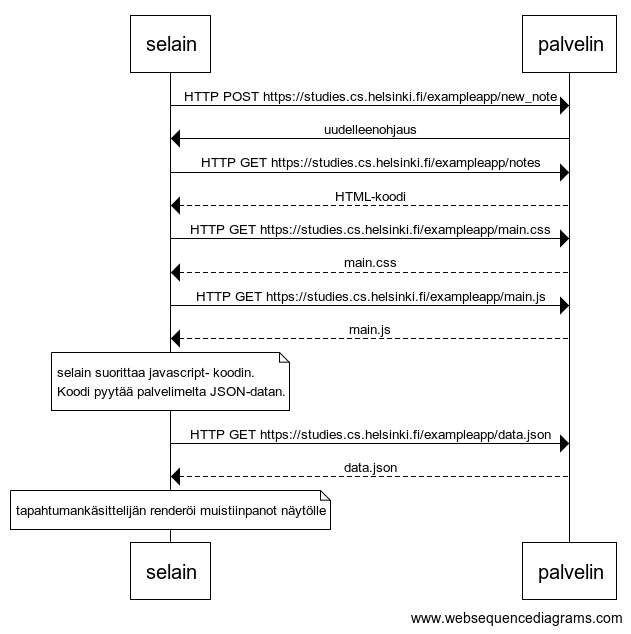 selain palvelin
HTTP POST https://studies.cs.helsinki.fi/exampleapp/new_note
uudelleenohjaus
HTTP GET https://studies.cs.helsinki.fi/exampleapp/notes
HTML-koodi
HTTP GET https://studies.cs.helsinki.fi/exampleapp/main.css
main.css
HTTP GET https://studies.cs.helsinki.fi/exampleapp/main.js
main.js
selain suorittaa javascript- koodin.
Koodi pyytää palvelimelta JSON-datan.
HTTP GET https://studies.cs.helsinki.fi/exampleapp/data.json
data.json
tapahtumankäsittelijän renderöi muistiinpanot näytölle
selain palvelin
www.websequencediagrams.com